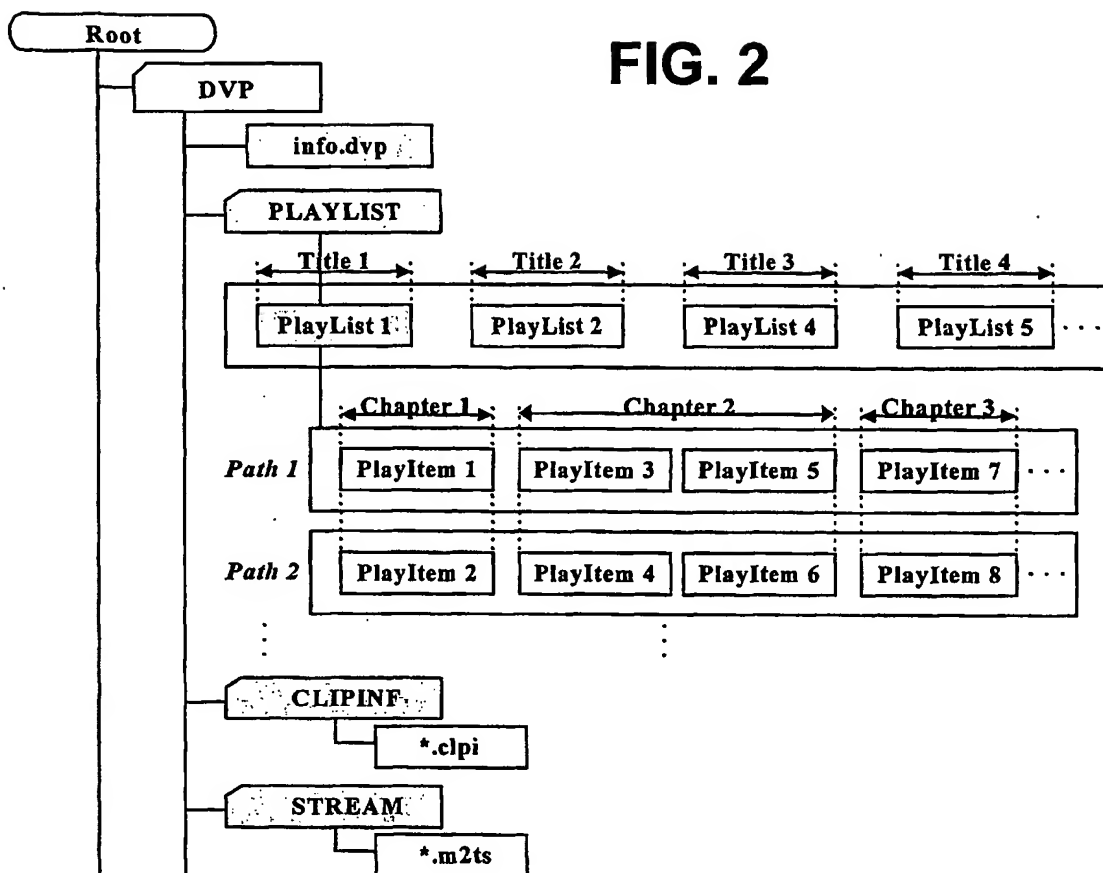 Root
FIG. 2
DVP
info.dvp
PLAYLIST
Title 1 Title 2 Title 3 Title 4
PlayList 1 PlayList 2 PlayList 4 PlayList 5 ...
Chapter 1 Chapter 2 Chapter 3
Path 1 PlayItem 1 PlayItem 3 PlayItem 5 PlayItem 7 ...
Path 2 PlayItem 2 PlayItem 4 PlayItem 6 PlayItem 8 ...
CLIPINF
*.clpi
STREAM
*.m2ts